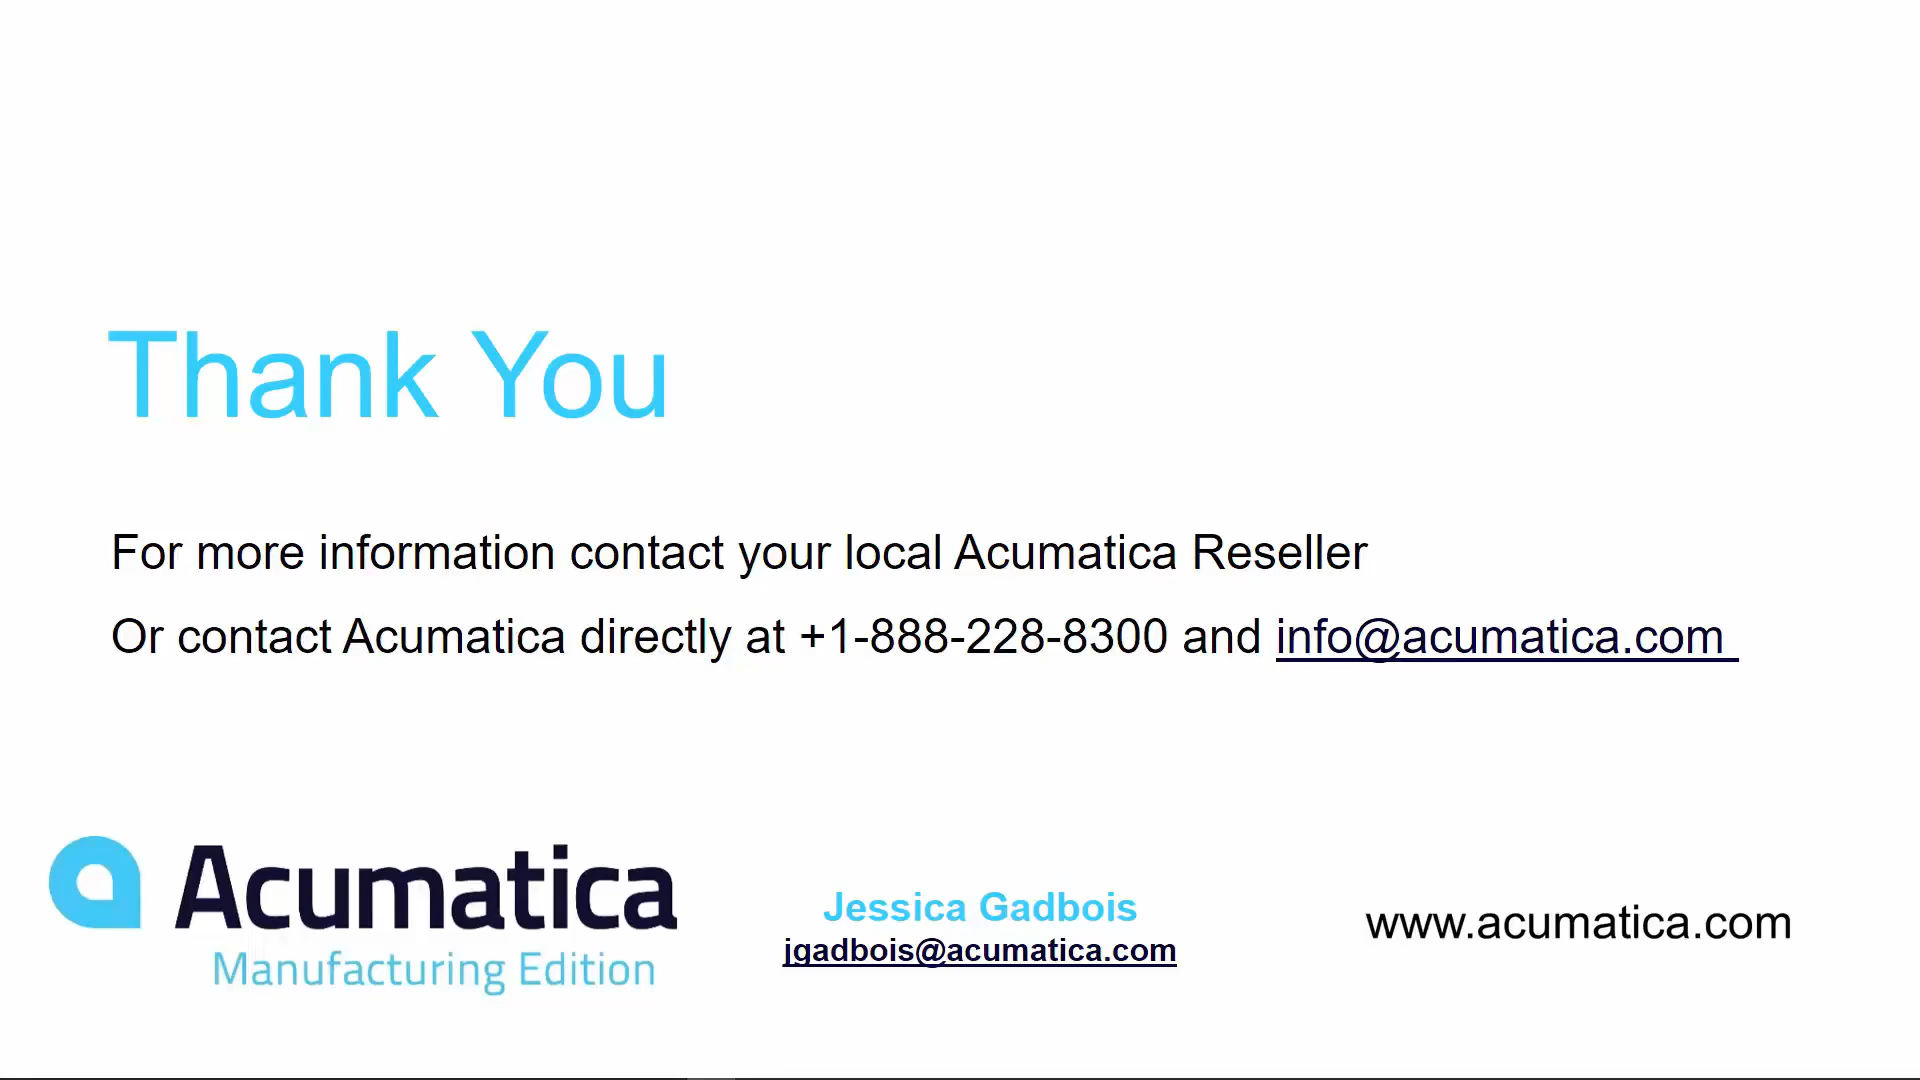 Thank You
For more information contact your local Acumatica Reseller
Or contact Acumatica directly at +1-888-228-8300 and info@acumatica.com
Acumatica
Manufacturing Edition
Jessica Gadbois
jgadbois@acumatica.com
www.acumatica.com